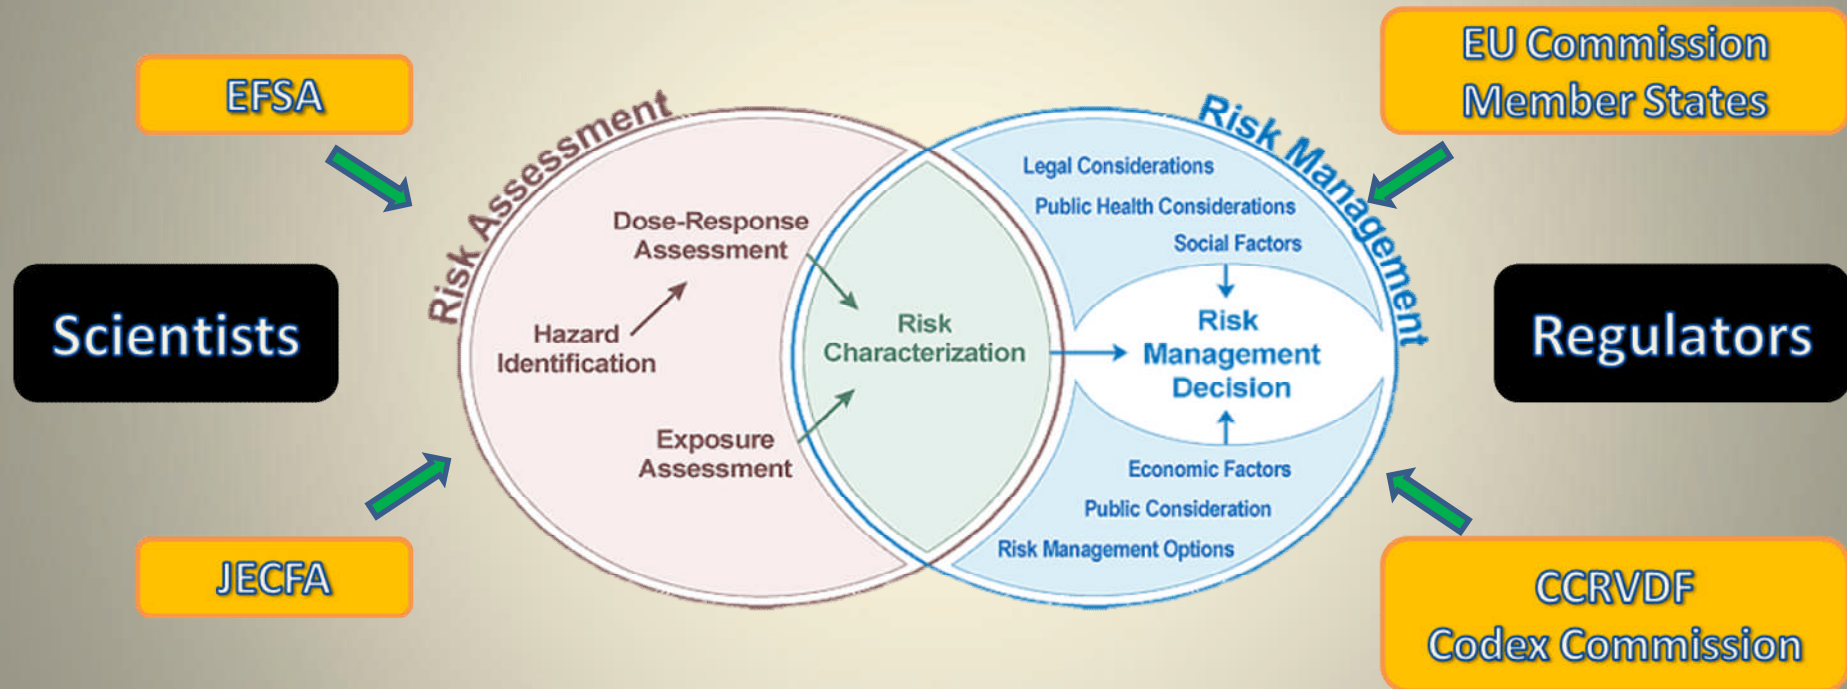 EFSA
EU Commission
Member States
Risk Assessment
Risk Management
Legal Considerations
Public Health Considerations
Social Factors
Dose-Response
Assessment
Hazard
Identification
Exposure
Assessment
Risk
Characterization
Risk
Management
Decision
Economic Factors
Public Consideration
Risk Management Options
Scientists
Regulators
JECFA
CCRVDF
Codex Commission